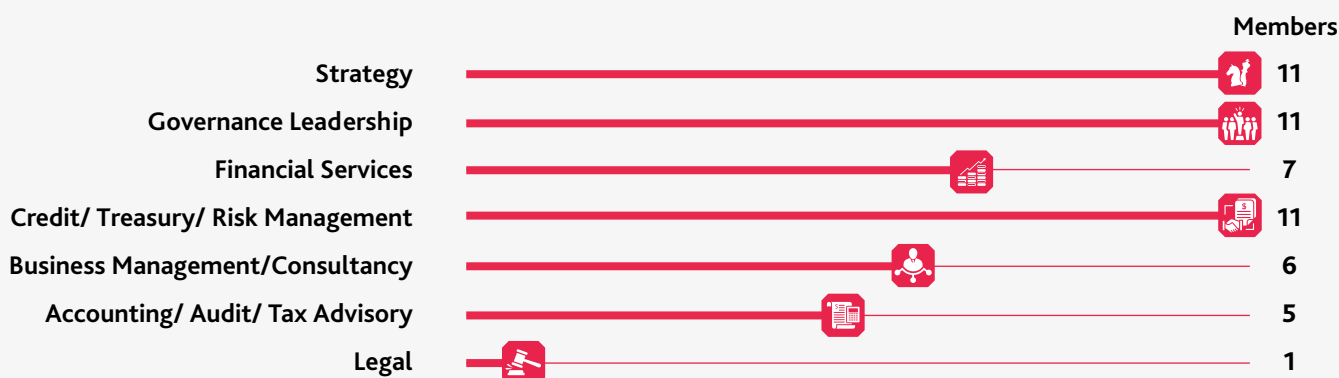 Members
Strategy 11
Governance Leadership 11
Financial Services 7
Credit/ Treasury/ Risk Management 11
Business Management/Consultancy 6
Accounting/ Audit/ Tax Advisory 5
Legal 1